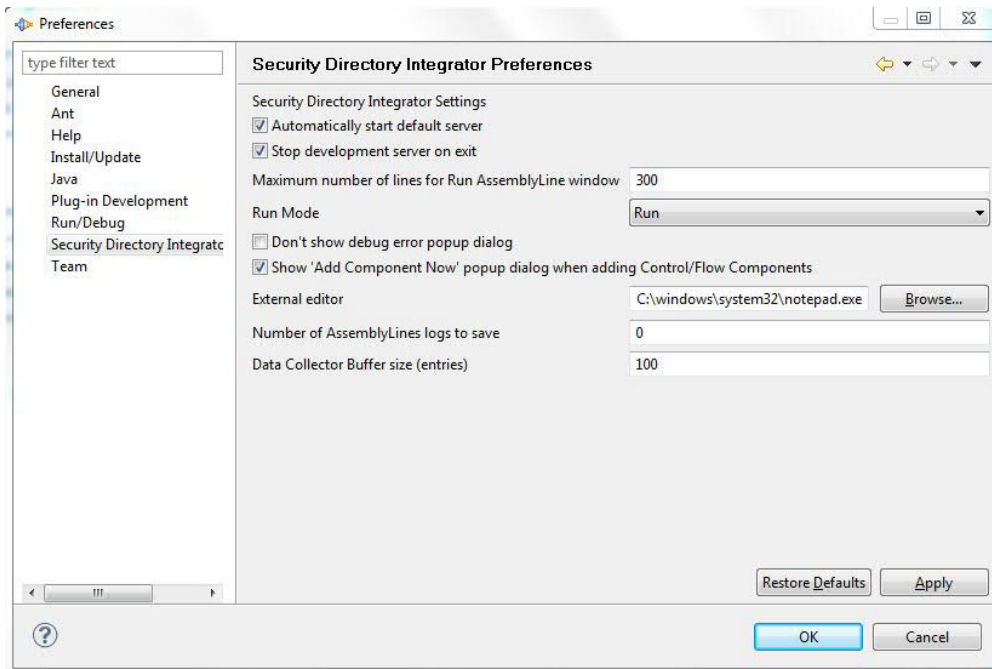 Preferences
type filter text
General
Ant
Help
Install/Update
Java
Plug-in Development
Run/Debug
Security Directory Integratc
Team
Security Directory Integrator Preferences
Security Directory Integrator Settings
Automatically start default server
Stop development server on exit
Maximum number of lines for Run AssemblyLine window 300
Run Mode Run
Don't show debug error popup dialog
Show 'Add Component Now' popup dialog when adding Control/Flow Components
External editor C:\windows\system32\notepad.exe Browse...
Number of AssemblyLines logs to save 0
Data Collector Buffer size (entries) 100
Restore Defaults Apply
? OK Cancel